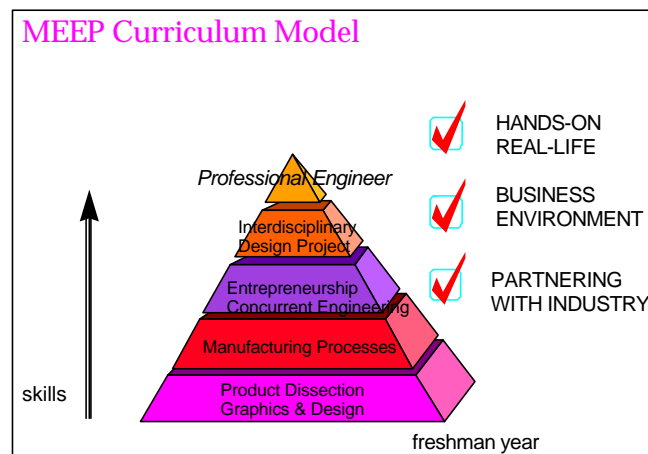 MEEP Curriculum Model
HANDS-ON
REAL-LIFE
BUSINESS
ENVIRONMENT
PARTNERING
WITH INDUSTRY
Professional Engineer
Interdisciplinary
Design Project
Entrepreneurship
Concurrent Engineering
Manufacturing Processes
Product Dissection
Graphics & Design
skills
freshman year